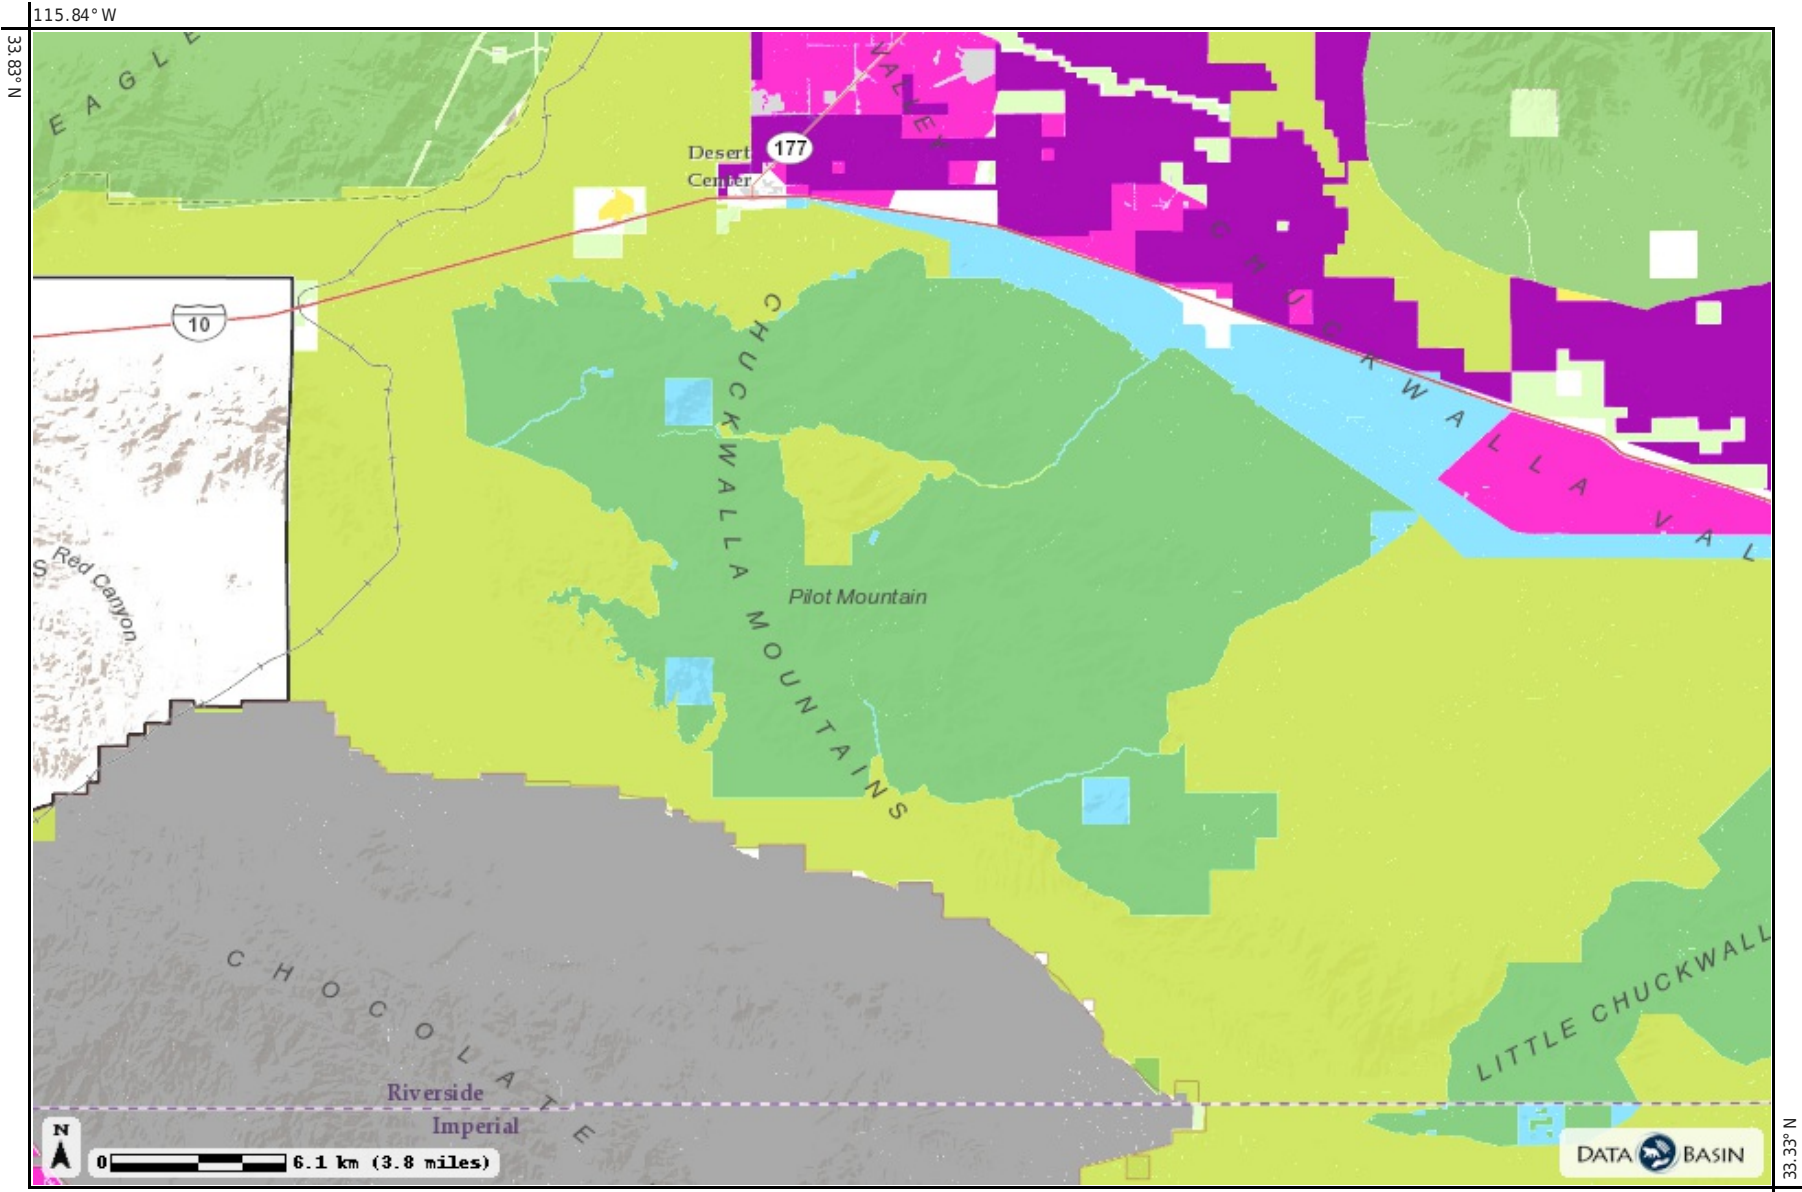 115.84° W
33.83° N
EAGLE
VALLEY
Desert
Center
177
CHUCKWALLA VAL
10
CHUCKWALLA MOUNTAINS
S
Red Canyon
Pilot Mountain
CHOCOLATE
LITTLE CHUCKWALL
Riverside
Imperial
N
0 6.1 km (3.8 miles)
DATA BASIN
33.33° N